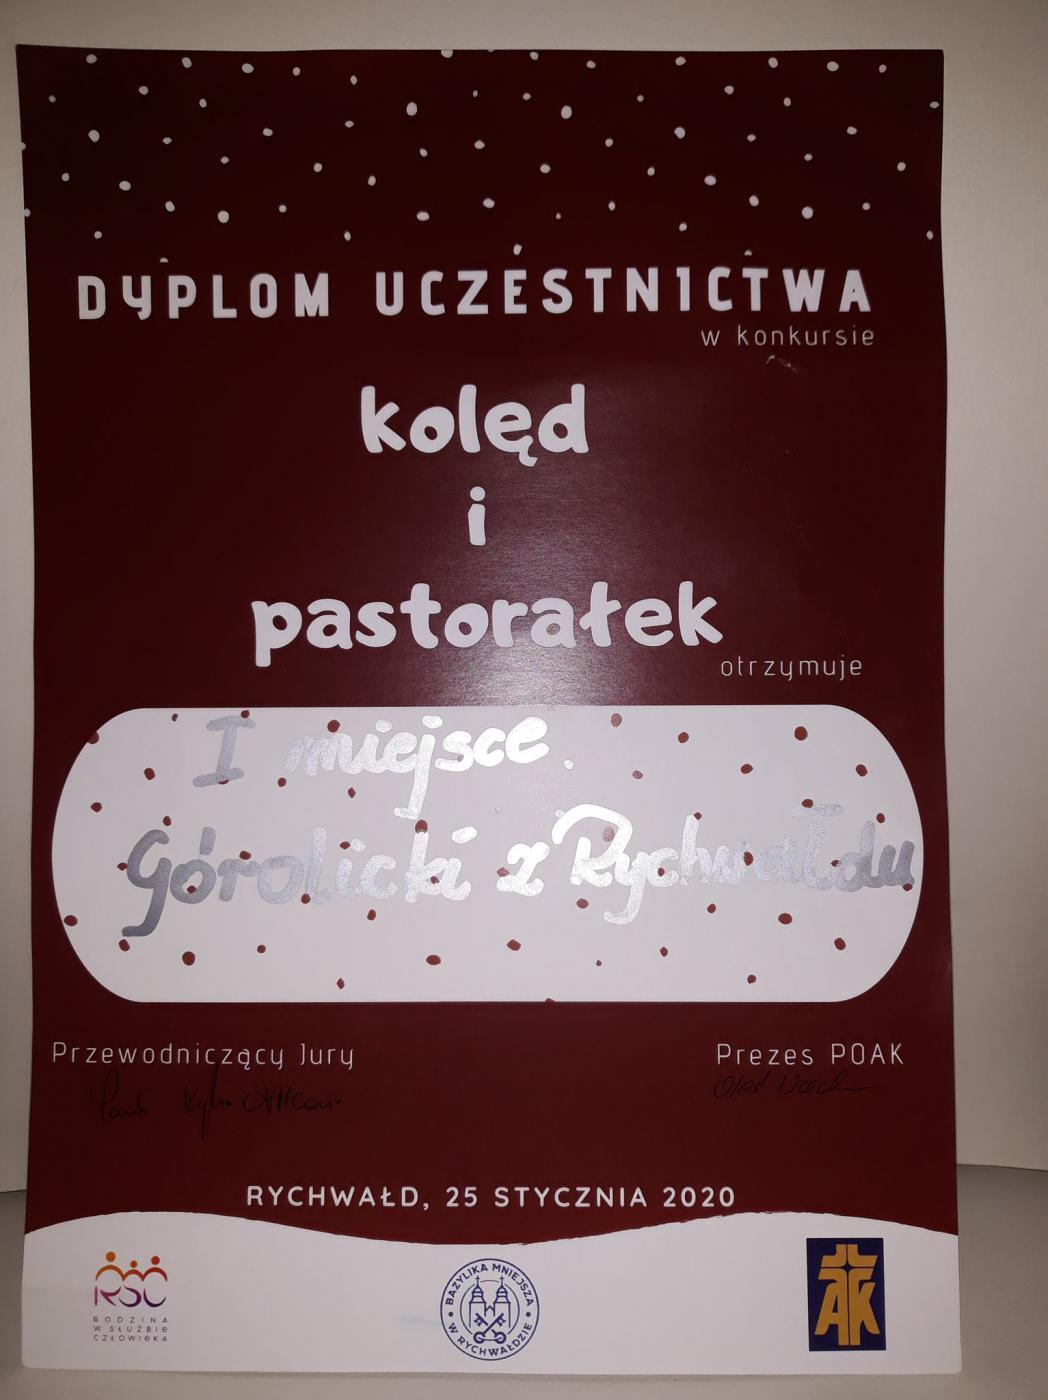 DYPLOM UCZESTNICTWA
w konkursie
kolęd
i
pastorałek
otrzymuje
I miejsce
Górolicki z Rychwałdu
Przewodniczący Jury
Prezes POAK
RYCHWAŁD, 25 STYCZNIA 2020
RSC
RODZINA
W SŁUŻBIE
CZŁOWIEKA
BAZYLIKA MNIEJSZA
W RYCHWAŁDZIE
AK